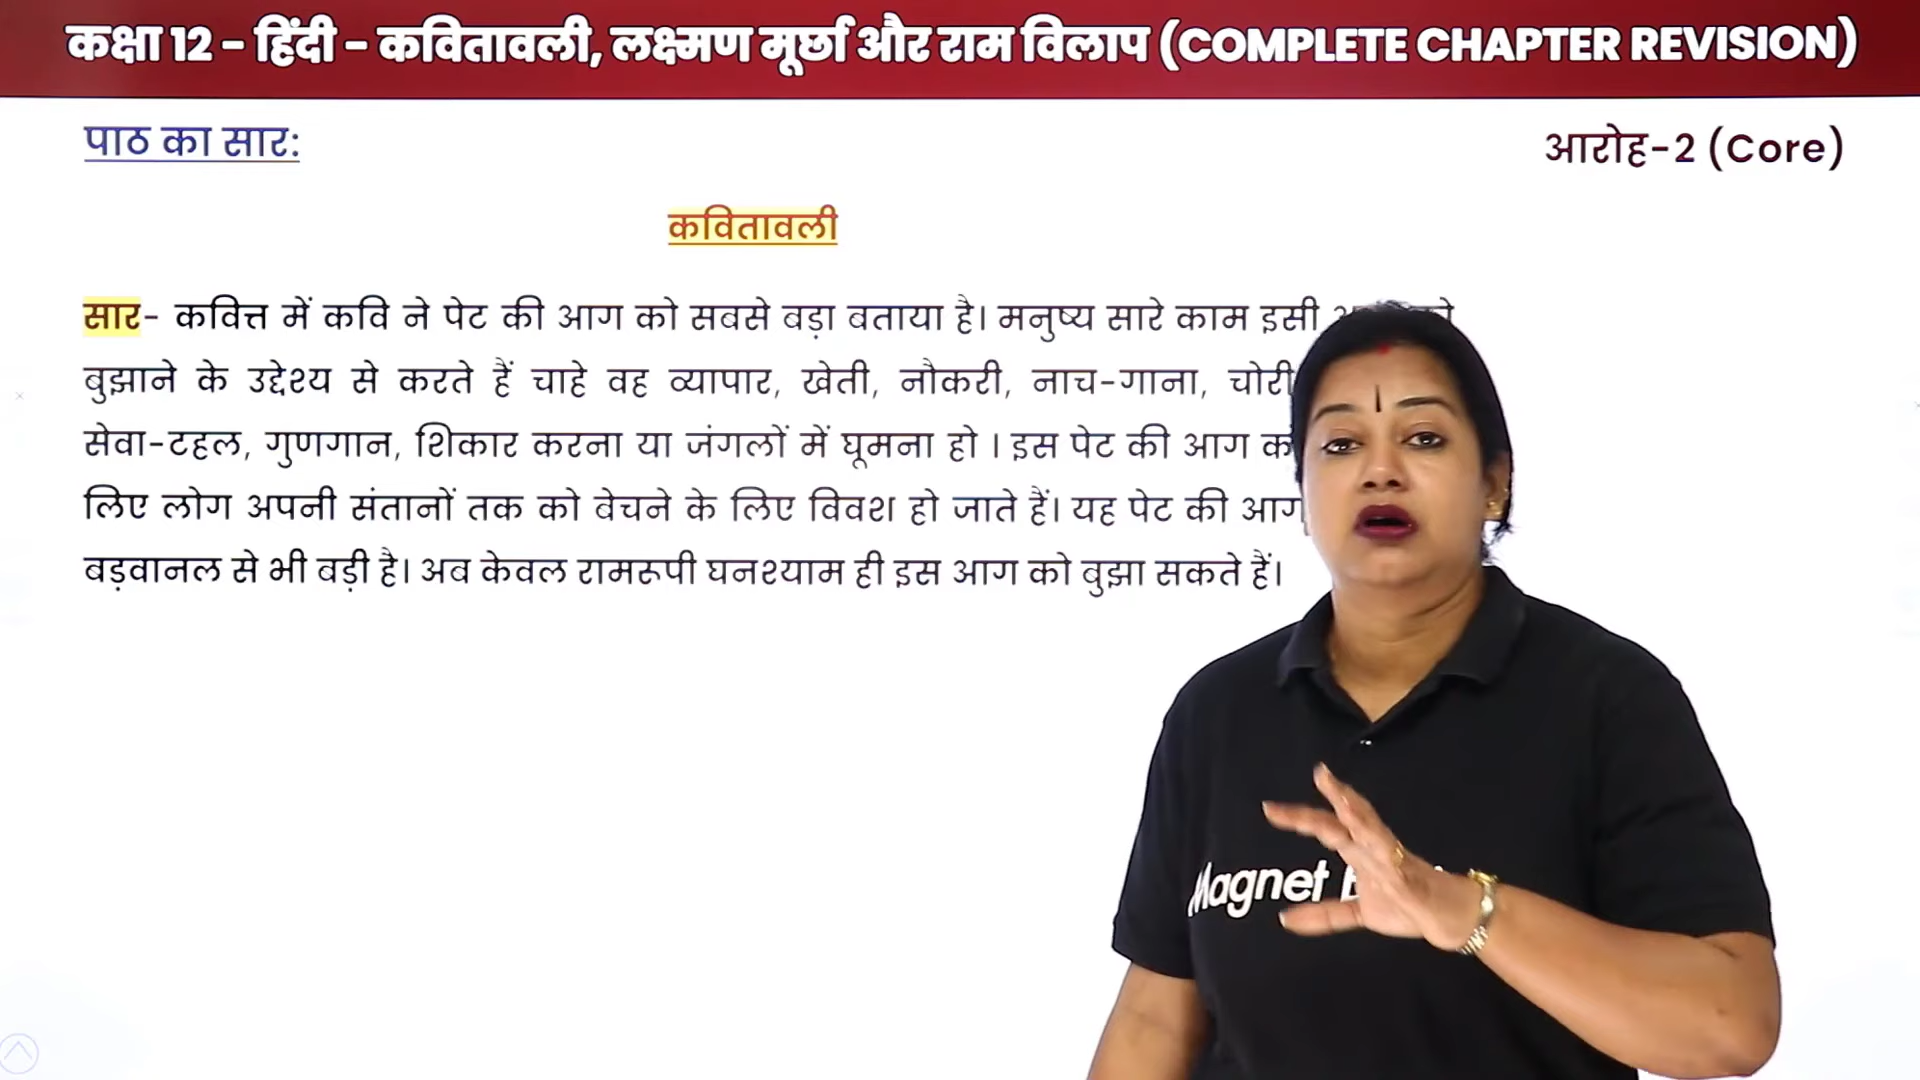 कक्षा 12 - हिंदी - कवितावली, लक्ष्मण मूर्छा और राम विलाप (COMPLETE CHAPTER REVISION)
पाठ का सार:
आरोह-2 (Core)
कवितावली
सार- कवित्त में कवि ने पेट की आग को सबसे बड़ा बताया है। मनुष्य सारे काम इसी
बुझाने के उद्देश्य से करते हैं चाहे वह व्यापार, खेती, नौकरी, नाच-गाना, चोरी
सेवा-टहल, गुणगान, शिकार करना या जंगलों में घूमना हो । इस पेट की आग
लिए लोग अपनी संतानों तक को बेचने के लिए विवश हो जाते हैं। यह पेट की आग
बड़वानल से भी बड़ी है। अब केवल रामरूपी घनश्याम ही इस आग को बुझा सकते हैं।
Magnet